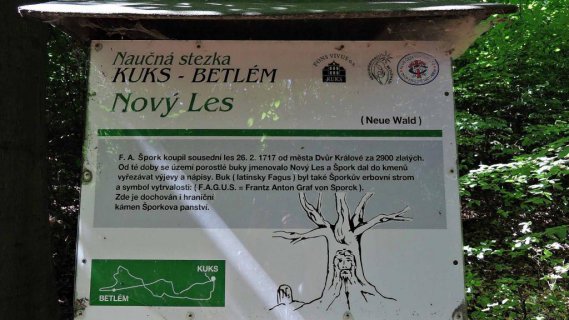 Naučná stezka
KUKS - BETLÉM
Nový Les
FONS VIVUS
KUKS
( Neue Wald )
F. A. Špork koupil sousední les 26. 2. 1717 od města Dvůr Králové za 2900 zlatých.
Od té doby se území porostlé buky jmenovalo Nový Les a Špork dal do kmenů
vyřezávat výjevy a nápisy. Buk ( latinsky Fagus ) byl také Šporkův erbovní strom
a symbol vytrvalosti: ( F.A.G.U.S. = Frantz Anton Graf von Sporck ).
Zde je dochován i hraniční
kámen Šporkova panství.
KUKS
BETLÉM